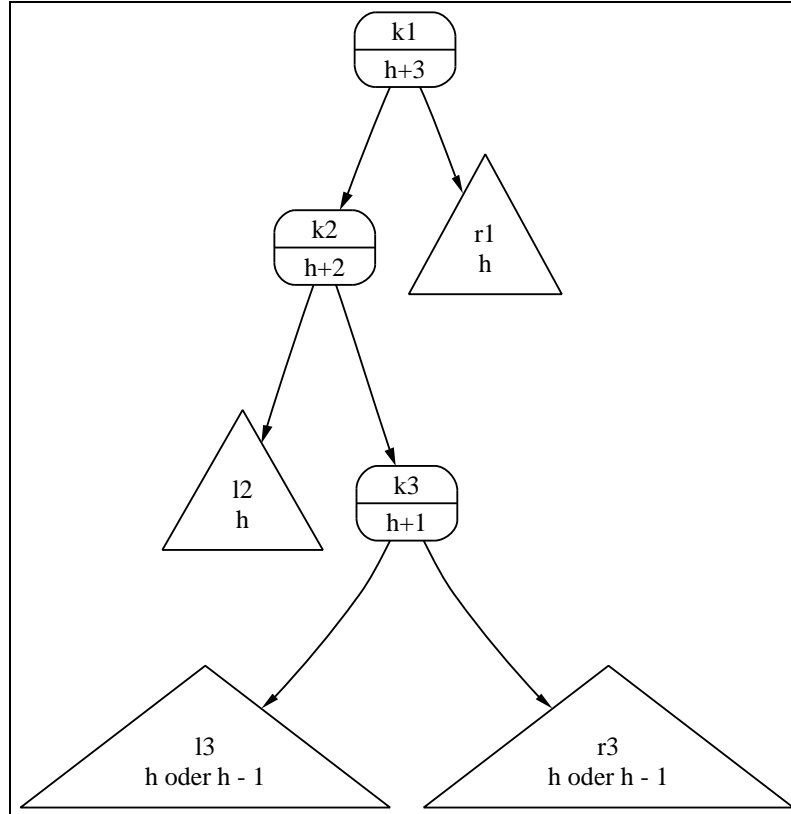 k1
h+3
r1
h
k2
h+2
l2
h
k3
h+1
l3
h oder h - 1
r3
h oder h - 1